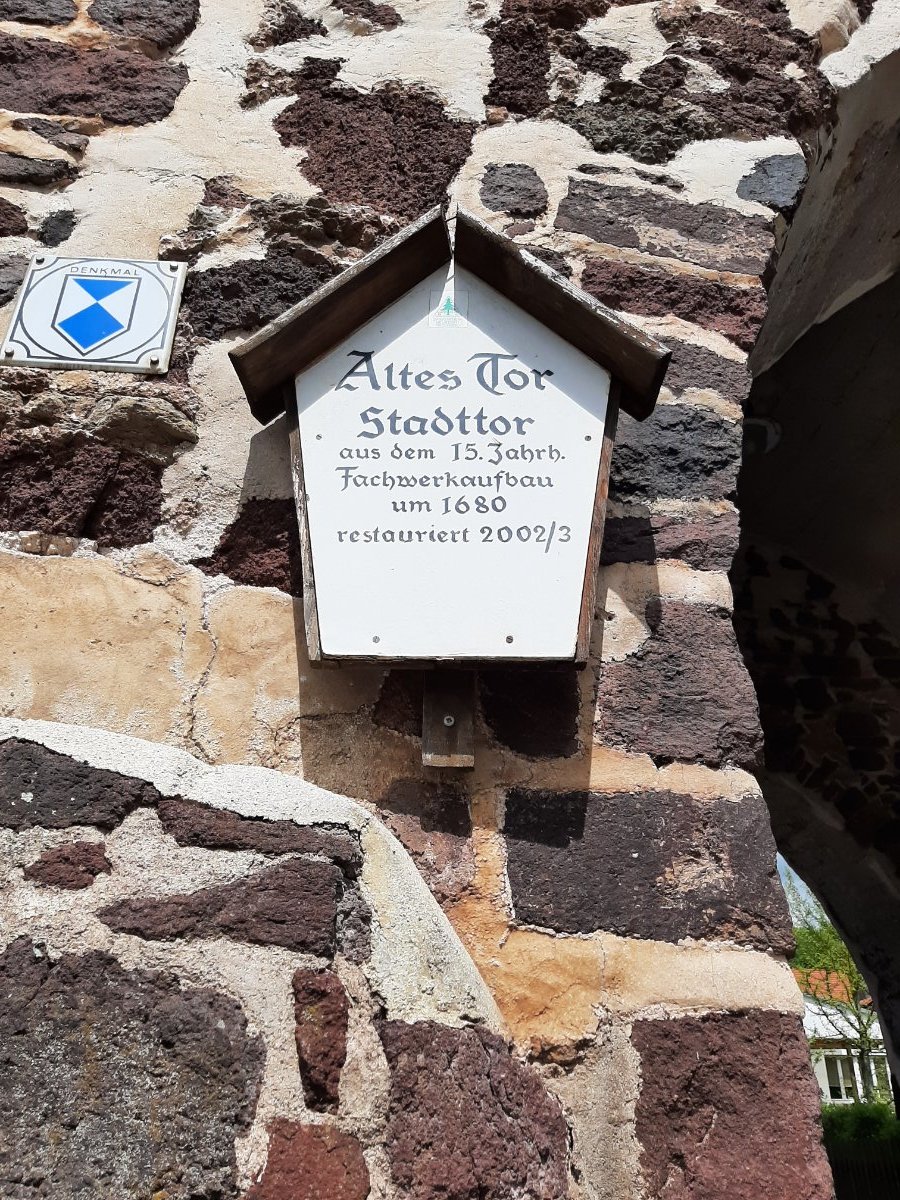 DENKMAL
Altes Tor
Stadttor
aus dem 15. Jahrh.
Fachwerkaufbau
um 1680
restauriert 2002/3